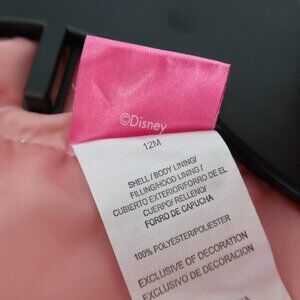 ©Disney
12M
SHELL / BODY LINING/
FILLING/HOOD LINING/
CUBIERTO EXTERIOR/FORRO DE EL
CUERPO/ RELLENO/
FORRO DE CAPUCHA
100% POLYESTER/POLIESTER
EXCLUSIVE OF DECORATION
EXCLUSIVO DE DECORACION